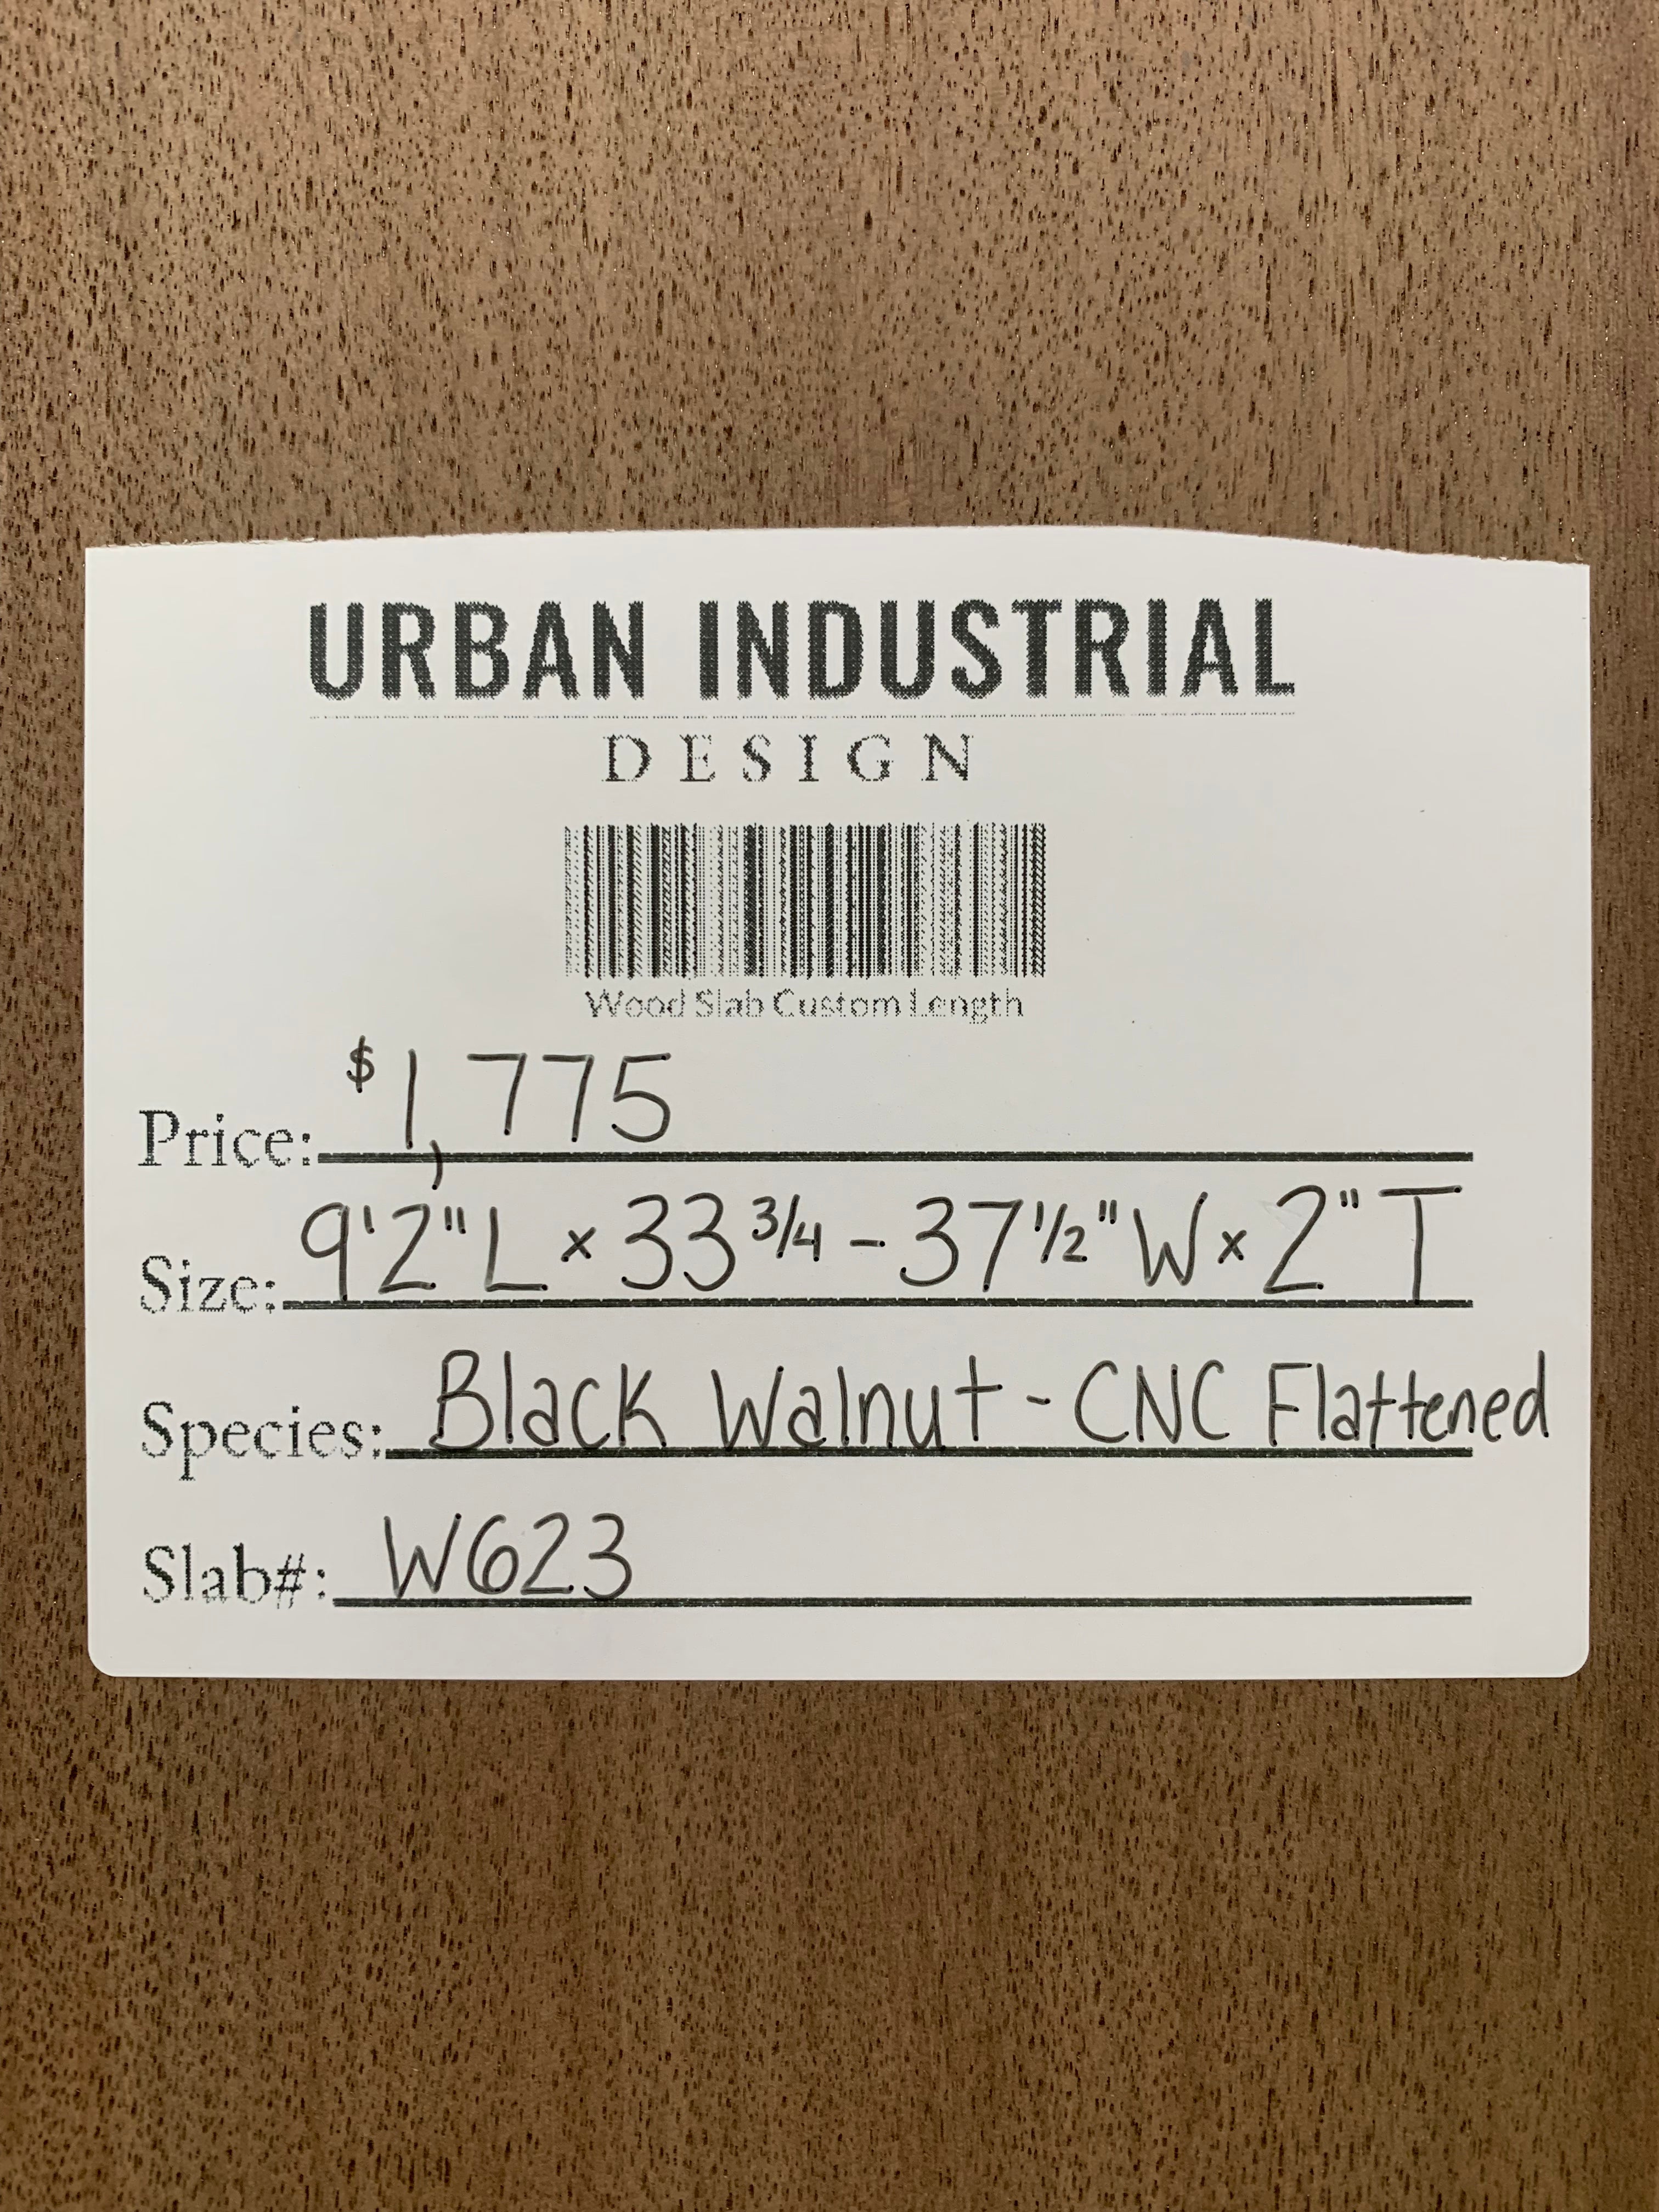 URBAN INDUSTRIAL
DESIGN
Wood Slab Custom Length
Price: $1,775
Size: 9'2"L x 33 3/4 - 37 1/2" W x 2" T
Species: Black Walnut - CNC Flattened
Slab#: W623